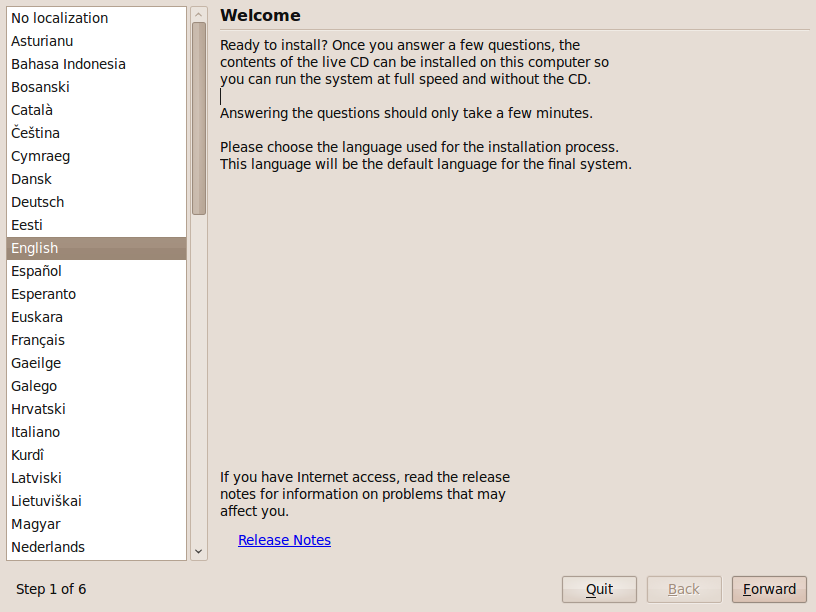 No localization
Asturianu
Bahasa Indonesia
Bosanski
Català
Čeština
Cymraeg
Dansk
Deutsch
Eesti
English
Español
Esperanto
Euskara
Français
Gaeilge
Galego
Hrvatski
Italiano
Kurdî
Latviski
Lietuviškai
Magyar
Nederlands
Welcome
Ready to install? Once you answer a few questions, the
contents of the live CD can be installed on this computer so
you can run the system at full speed and without the CD.
Answering the questions should only take a few minutes.
Please choose the language used for the installation process.
This language will be the default language for the final system.
If you have Internet access, read the release
notes for information on problems that may
affect you.
Release Notes
Step 1 of 6
Quit
Back
Forward